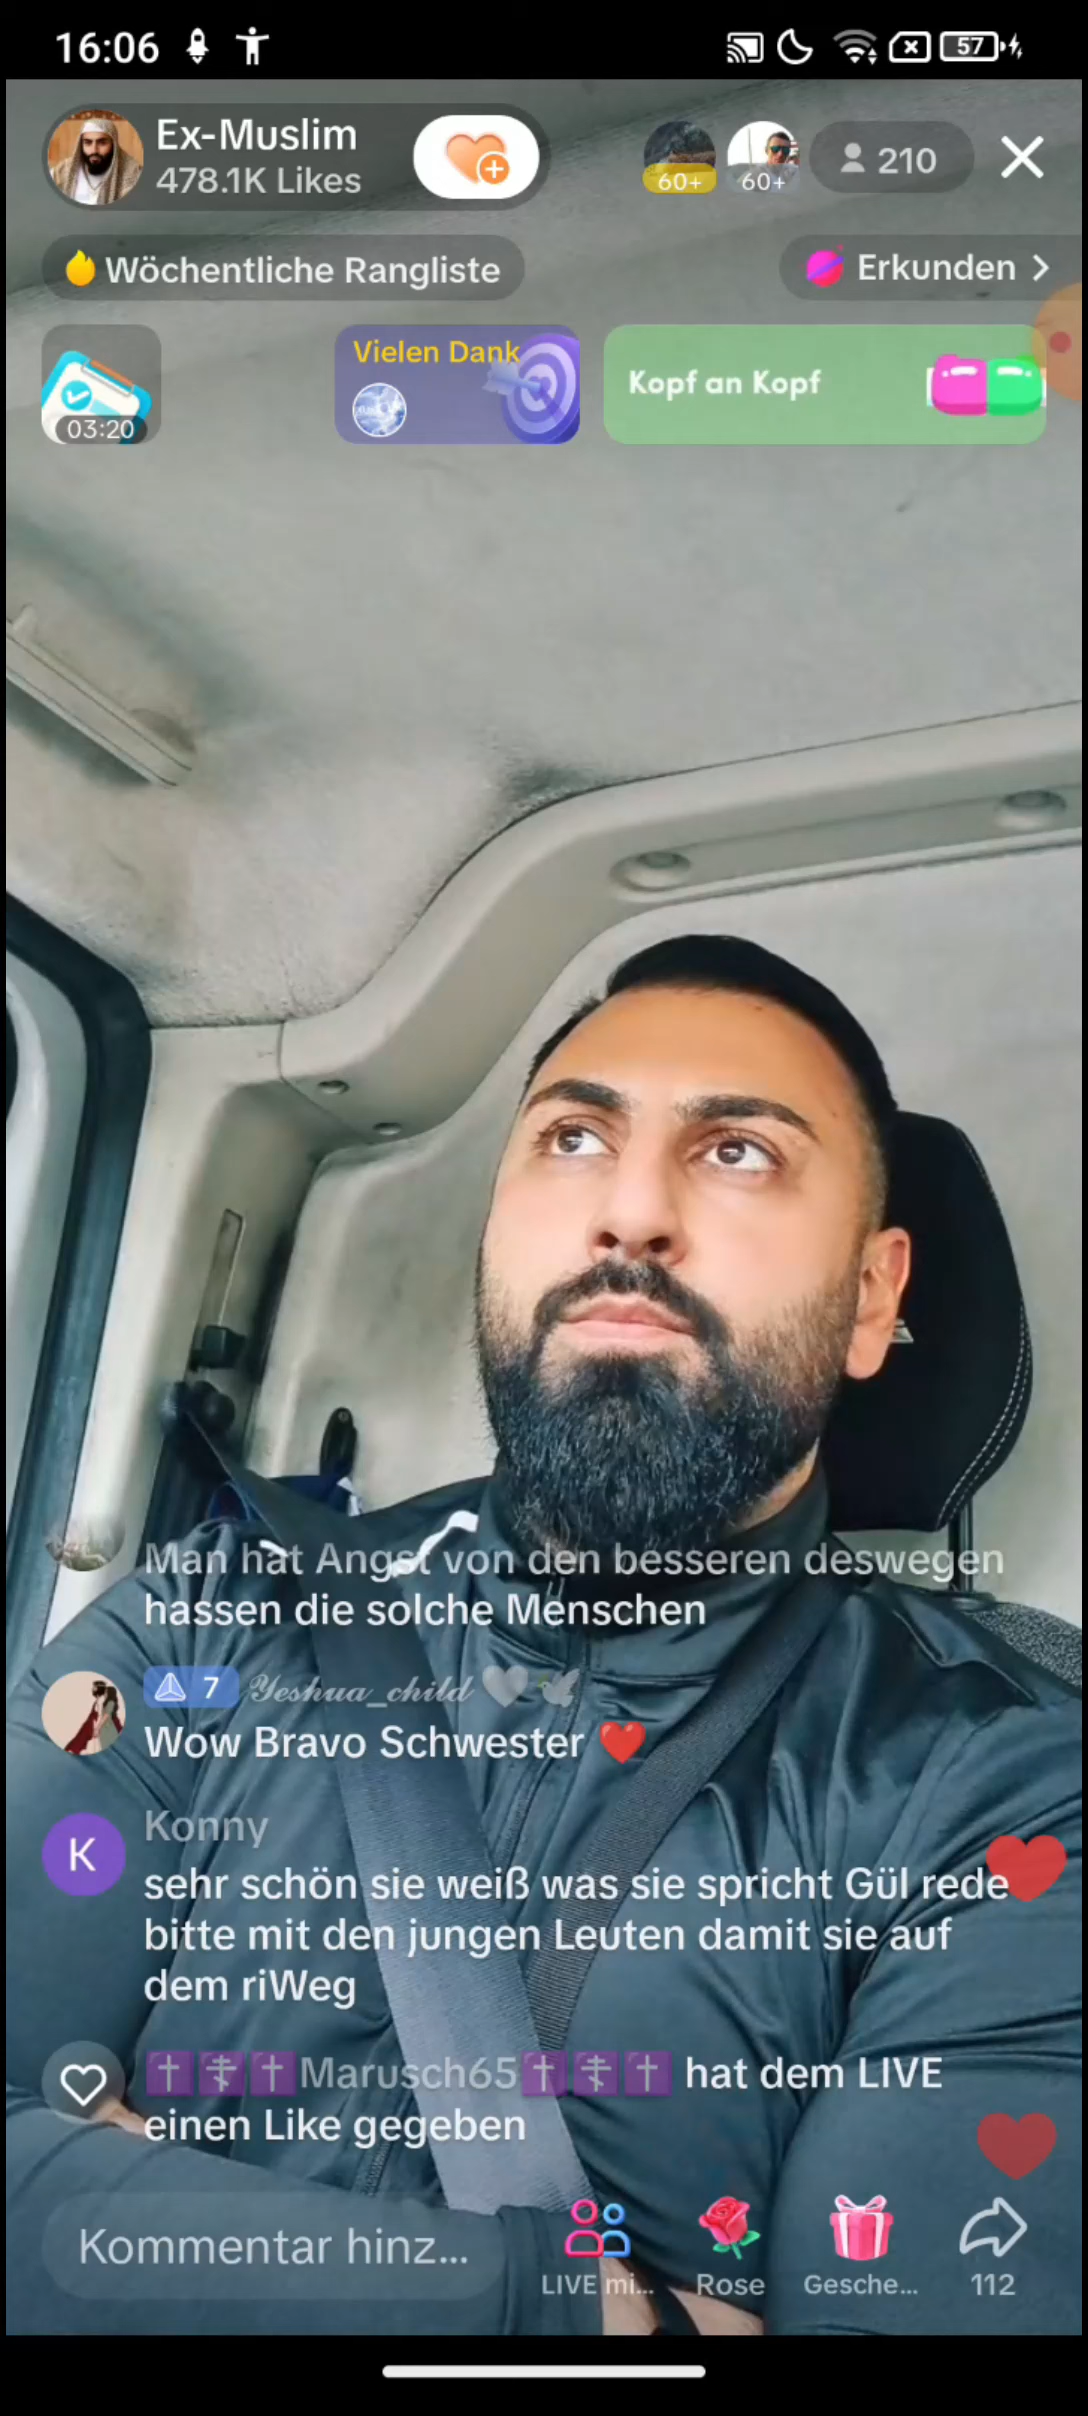 16:06
57
Ex-Muslim
478.1K Likes
60+
60+
210
Wöchentliche Rangliste
Erkunden >
03:20
Vielen Dank
Kopf an Kopf
Man hat Angst von den besseren deswegen
hassen die solche Menschen
7 Yeshua_child
Wow Bravo Schwester ❤️
K
Konny
sehr schön sie weiß was sie spricht Gül rede
bitte mit den jungen Leuten damit sie auf
dem riWeg
✝️☦️✝️Marusch65✝️☦️✝️ hat dem LIVE
einen Like gegeben
Kommentar hinz...
LIVE mi...
Rose
Gesche...
112